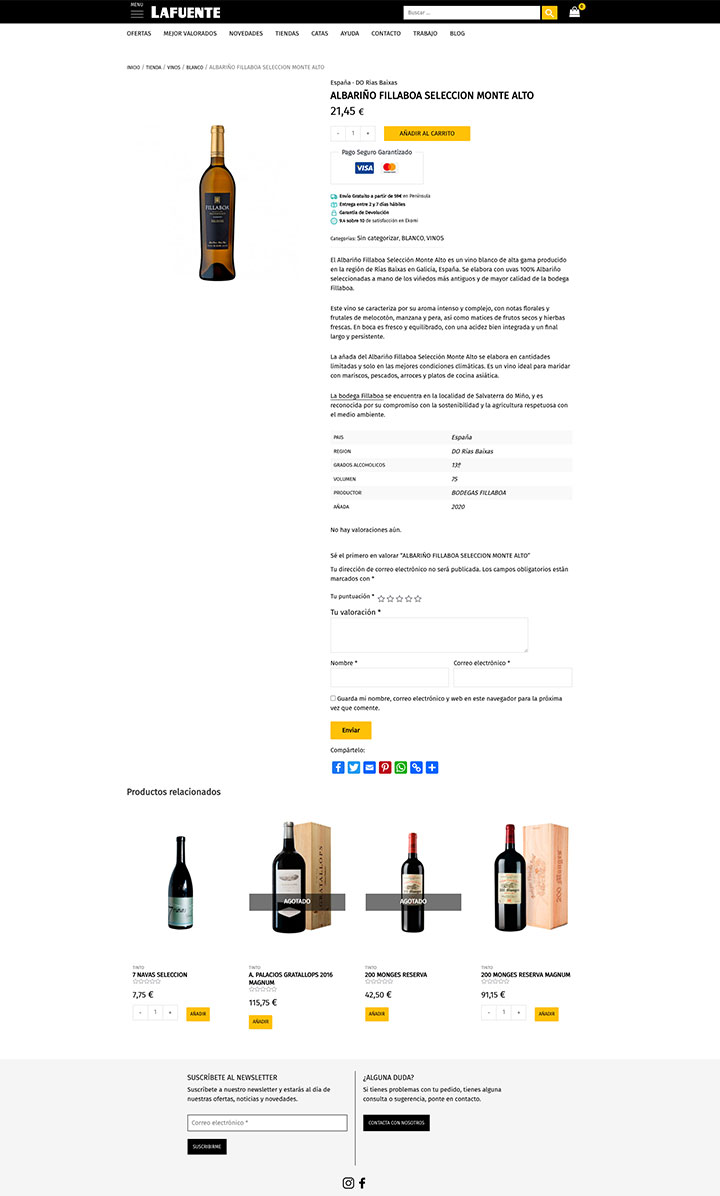 MENU
LAFUENTE
Buscar ...
0
OFERTAS MEJOR VALORADOS NOVEDADES TIENDAS CATAS AYUDA CONTACTO TRABAJO BLOG
INICIO / TIENDA / VINOS / BLANCO / ALBARIÑO FILLABOA SELECCION MONTE ALTO
España - DO Rias Baixas
ALBARIÑO FILLABOA SELECCION MONTE ALTO
21,45 €
- 1 + AÑADIR AL CARRITO
Pago Seguro Garantizado
VISA mastercard
Envío Gratuito a partir de 59€ en Península
Entrega entre 2 y 7 días hábiles
Garantía de Devolución
9.4 sobre 10 de satisfacción en Ekomi
Categorías: Sin categorizar, BLANCO, VINOS
FILLABOA
El Albariño Fillaboa Selección Monte Alto es un vino blanco de alta gama producido
en la región de Rías Baixas en Galicia, España. Se elabora con uvas 100% Albariño
seleccionadas a mano de los viñedos más antiguos y de mayor calidad de la bodega
Fillaboa.
Este vino se caracteriza por su aroma intenso y complejo, con notas florales y
frutales de melocotón, manzana y pera, así como matices de frutos secos y hierbas
frescas. En boca es fresco y equilibrado, con una acidez bien integrada y un final
largo y persistente.
La añada del Albariño Fillaboa Selección Monte Alto se elabora en cantidades
limitadas y solo en las mejores condiciones climáticas. Es un vino ideal para maridar
con mariscos, pescados, arroces y platos de cocina asiática.
La bodega Fillaboa se encuentra en la localidad de Salvaterra do Miño, y es
reconocida por su compromiso con la sostenibilidad y la agricultura respetuosa con
el medio ambiente.
PAIS España
REGION DO Rias Baixas
GRADOS ALCOHOLICOS 13º
VOLUMEN 75
PRODUCTOR BODEGAS FILLABOA
AÑADA 2020
No hay valoraciones aún.
Sé el primero en valorar “ALBARIÑO FILLABOA SELECCION MONTE ALTO”
Tu dirección de correo electrónico no será publicada. Los campos obligatorios están
marcados con *
Tu puntuación *
Tu valoración *
Nombre * Correo electrónico *
Guarda mi nombre, correo electrónico y web en este navegador para la próxima
vez que comente.
Enviar
Compártelo:
Productos relacionados
AGOTADO AGOTADO
TINTO TINTO TINTO TINTO
7 NAVAS SELECCION A. PALACIOS GRATALLOPS 2016 200 MONGES RESERVA 200 MONGES RESERVA MAGNUM
MAGNUM
7,75 € 115,75 € 42,50 € 91,15 €
- 1 + AÑADIR AÑADIR AÑADIR - 1 + AÑADIR
SUSCRÍBETE AL NEWSLETTER
Suscríbete a nuestro newsletter y estarás al día de
nuestras ofertas, noticias y novedades.
Correo electrónico *
SUSCRIBIRME
¿ALGUNA DUDA?
Si tienes problemas con tu pedido, tienes alguna
consulta o sugerencia, ponte en contacto.
CONTACTA CON NOSOTROS